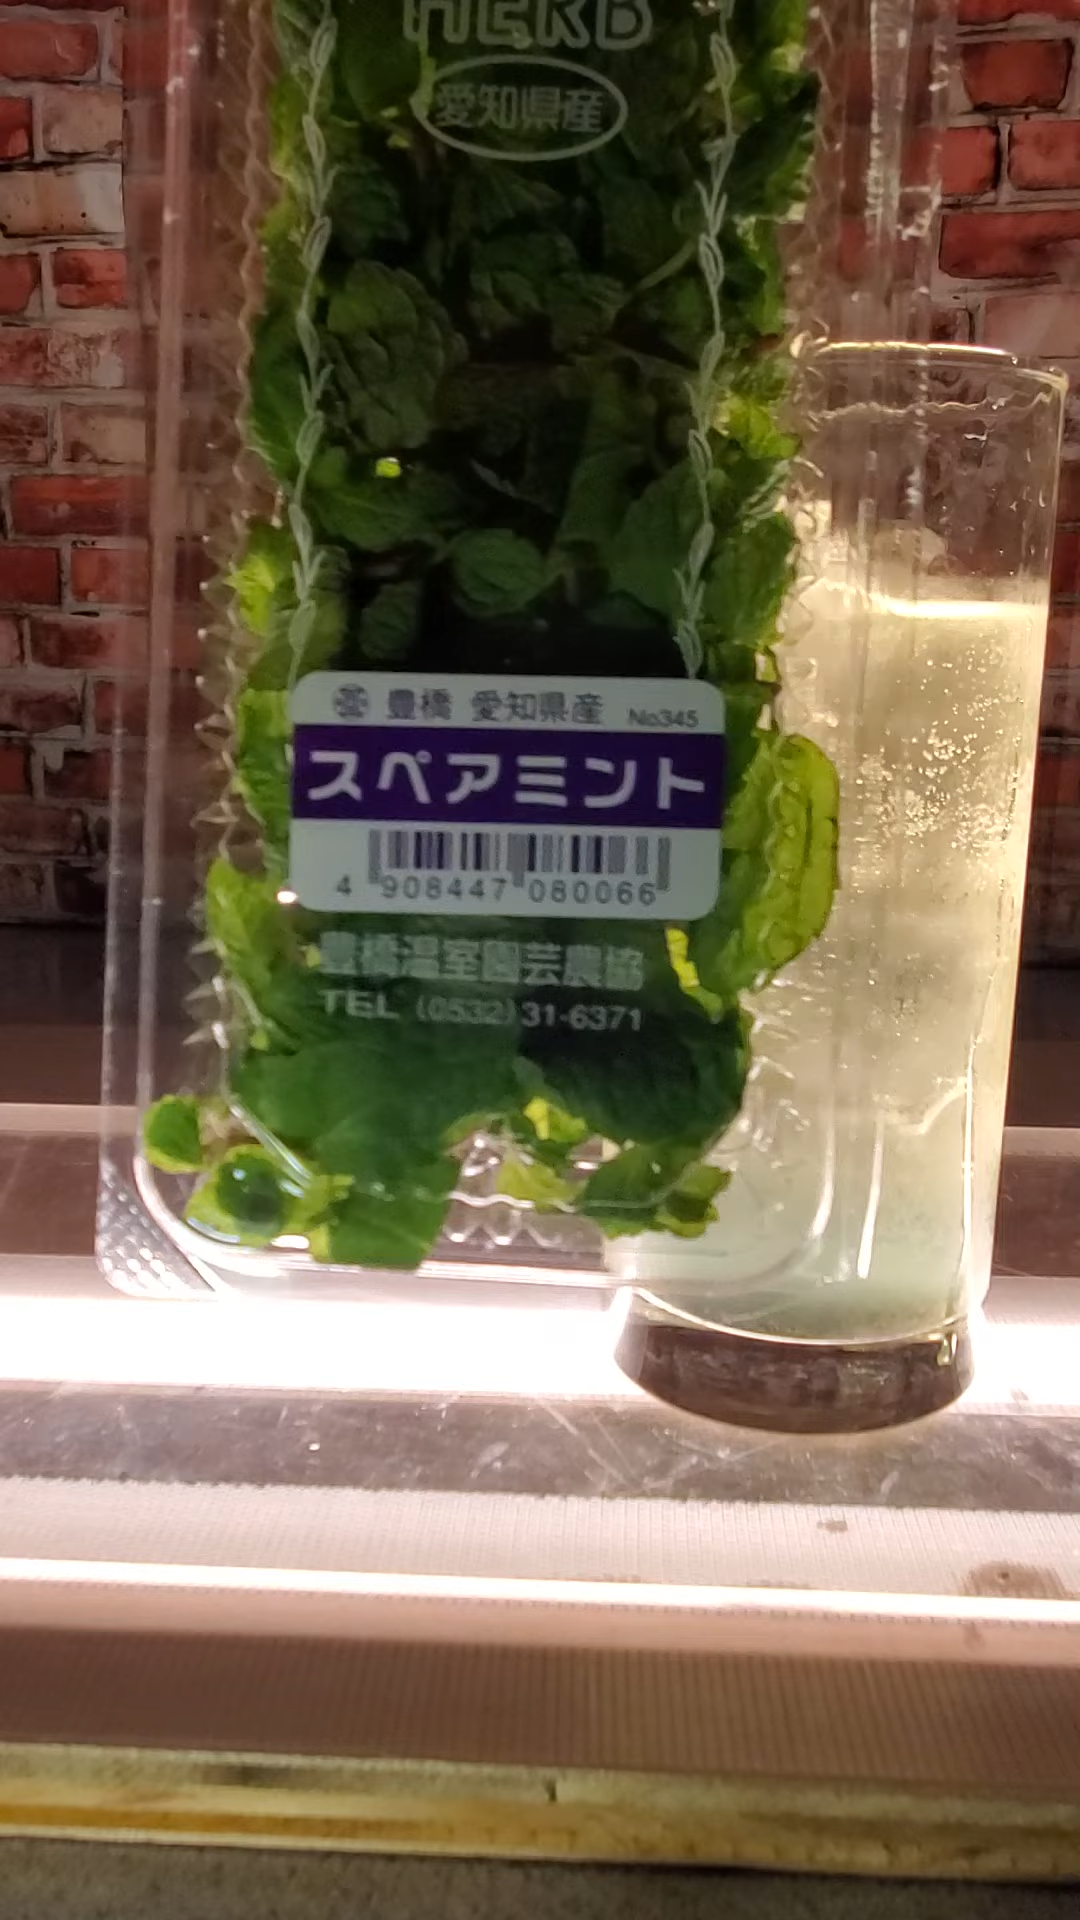 HERB
愛知県産
豊橋 愛知県産 No345
スペアミント
4 908447 080066
豊橋温室園芸農協
TEL (0532) 31-6371